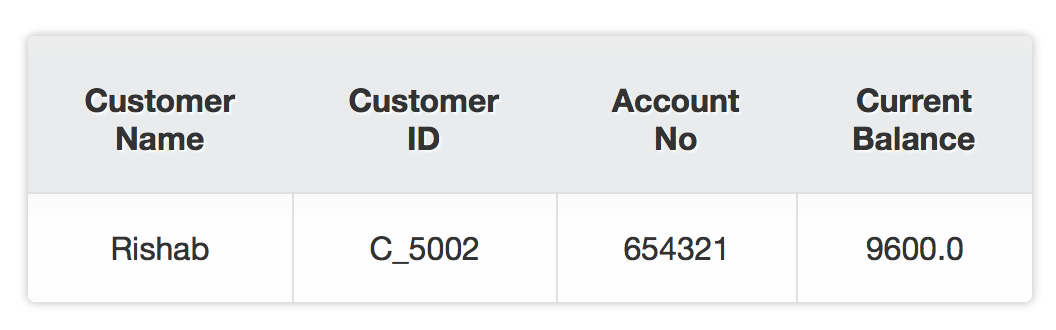 Customer Name Customer ID Account No Current Balance
Rishab C_5002 654321 9600.0